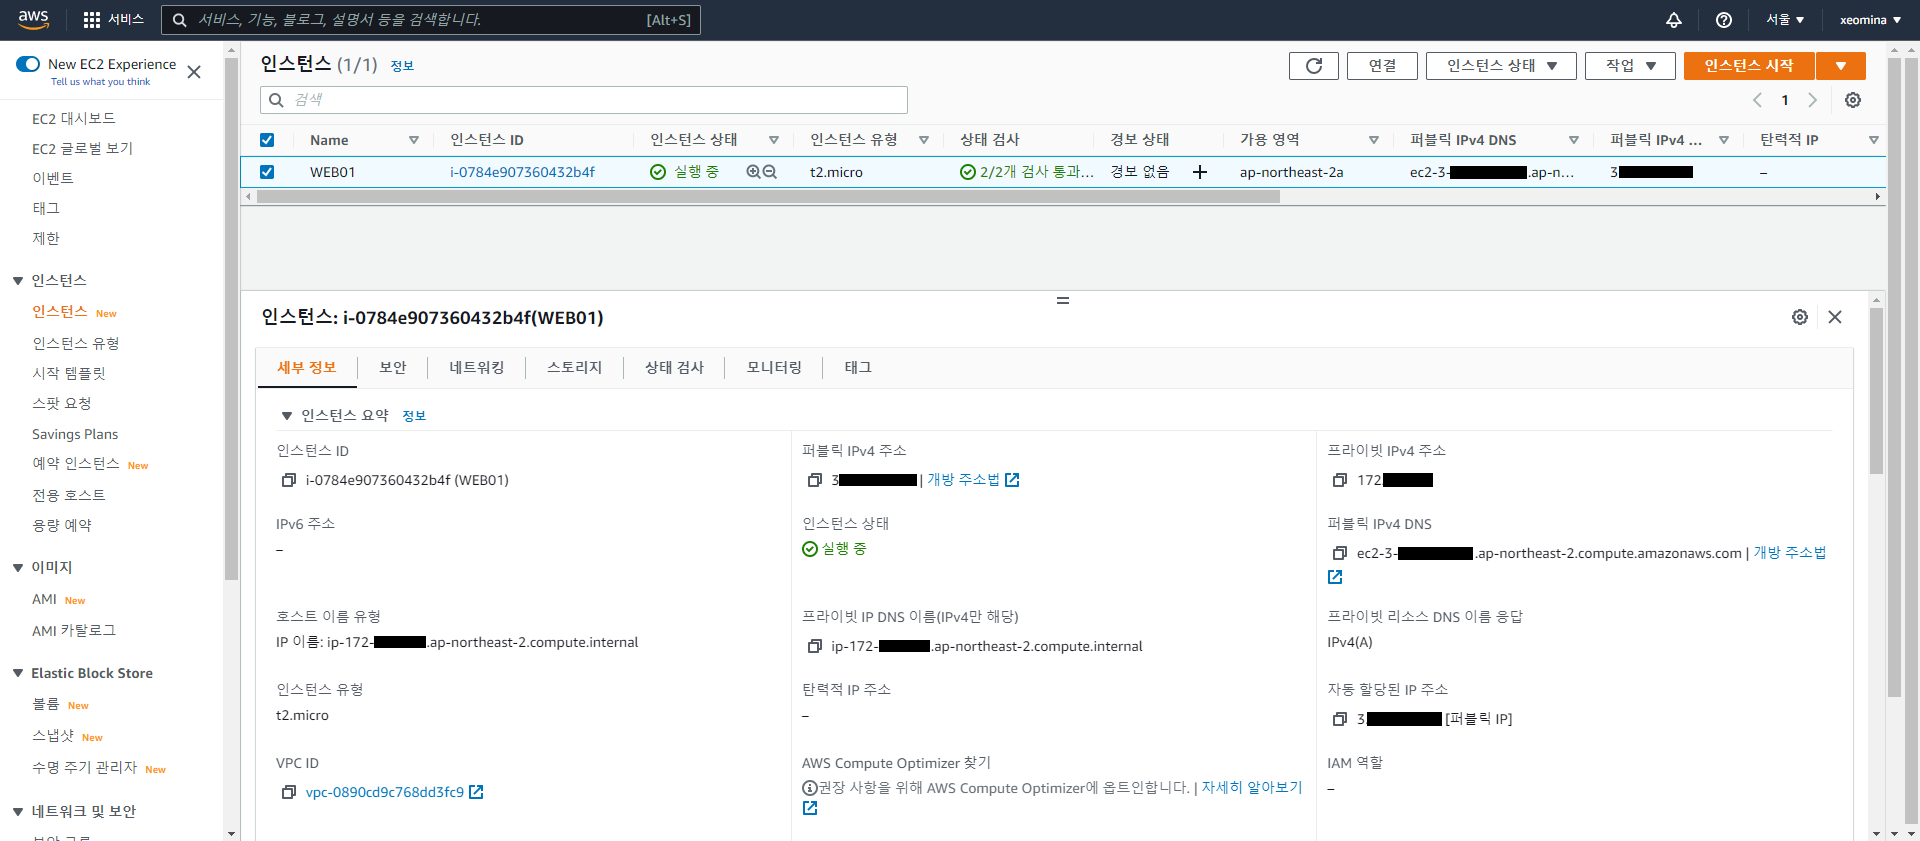 aws 서비스 서비스, 기능, 블로그, 설명서 등을 검색합니다. [Alt+S] 서울 ▼ xeomina ▼
New EC2 Experience
Tell us what you think
EC2 대시보드
EC2 글로벌 보기
이벤트
태그
제한
▼ 인스턴스
인스턴스 New
인스턴스 유형
시작 템플릿
스팟 요청
Savings Plans
예약 인스턴스 New
전용 호스트
용량 예약
▼ 이미지
AMI New
AMI 카탈로그
▼ Elastic Block Store
볼륨 New
스냅샷 New
수명 주기 관리자 New
▼ 네트워크 및 보안
인스턴스 (1/1) 정보
연결 인스턴스 상태 ▼ 작업 ▼ 인스턴스 시작 ▼
검색
1
Name 인스턴스 ID 인스턴스 상태 인스턴스 유형 상태 검사 경보 상태 가용 영역 퍼블릭 IPv4 DNS 퍼블릭 IPv4 ... 탄력적 IP
WEB01 i-0784e907360432b4f 실행 중 t2.micro 2/2개 검사 통과... 경보 없음 + ap-northeast-2a ec2-3- .ap-n... 3 –
인스턴스: i-0784e907360432b4f(WEB01)
세부 정보 보안 네트워킹 스토리지 상태 검사 모니터링 태그
▼ 인스턴스 요약 정보
인스턴스 ID
i-0784e907360432b4f (WEB01)
퍼블릭 IPv4 주소
3 | 개방 주소법
프라이빗 IPv4 주소
172
IPv6 주소
–
인스턴스 상태
실행 중
퍼블릭 IPv4 DNS
ec2-3- .ap-northeast-2.compute.amazonaws.com | 개방 주소법
호스트 이름 유형
IP 이름: ip-172- .ap-northeast-2.compute.internal
프라이빗 IP DNS 이름(IPv4만 해당)
ip-172- .ap-northeast-2.compute.internal
프라이빗 리소스 DNS 이름 응답
IPv4(A)
인스턴스 유형
t2.micro
탄력적 IP 주소
–
자동 할당된 IP 주소
3 [퍼블릭 IP]
VPC ID
vpc-0890cd9c768dd3fc9
AWS Compute Optimizer 찾기
권장 사항을 위해 AWS Compute Optimizer에 옵트인합니다. | 자세히 알아보기
IAM 역할
–